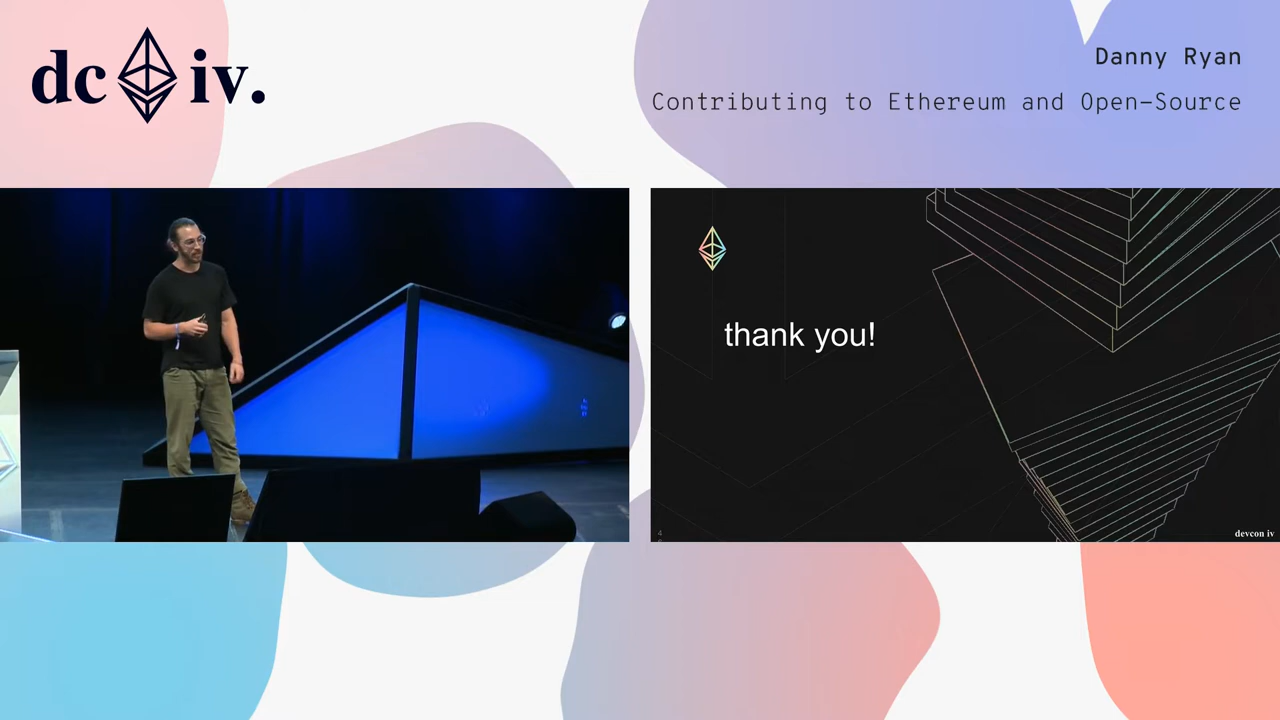 dc iv.
Danny Ryan
Contributing to Ethereum and Open-Source
thank you!
devcon iv